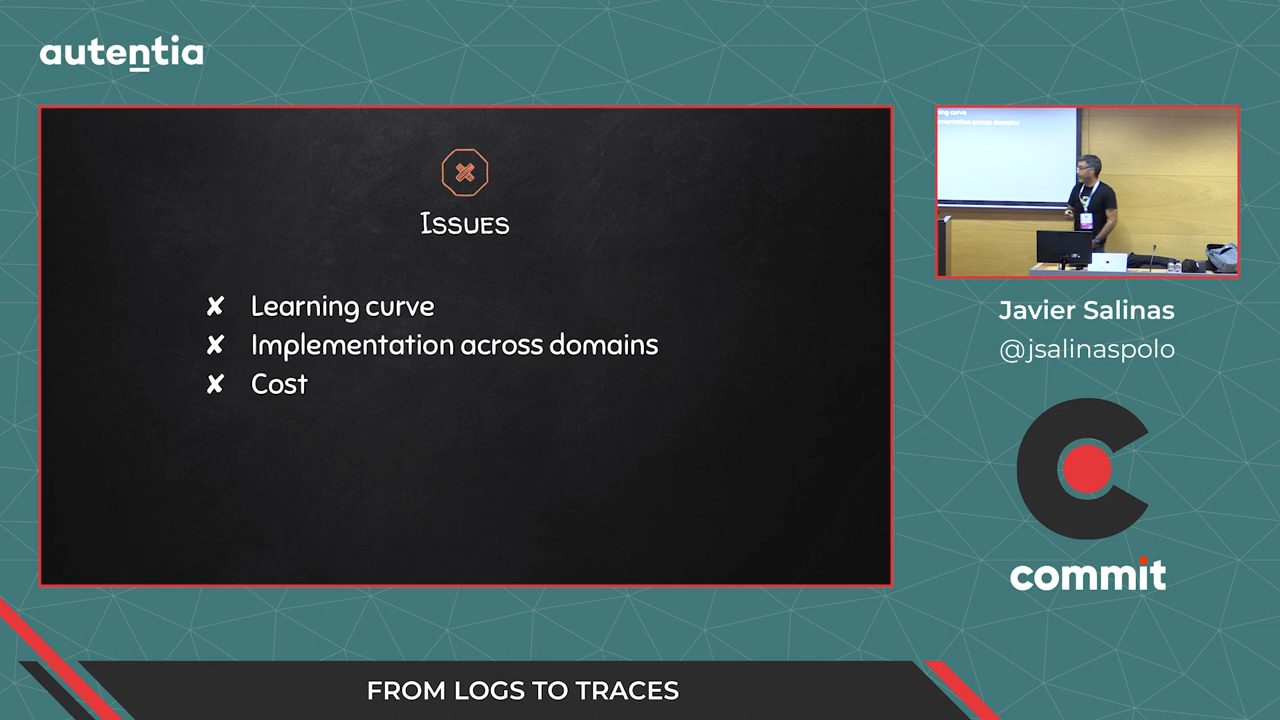 autentia
Issues
✘ Learning curve
✘ Implementation across domains
✘ Cost
Javier Salinas
@jsalinaspolo
commit
FROM LOGS TO TRACES